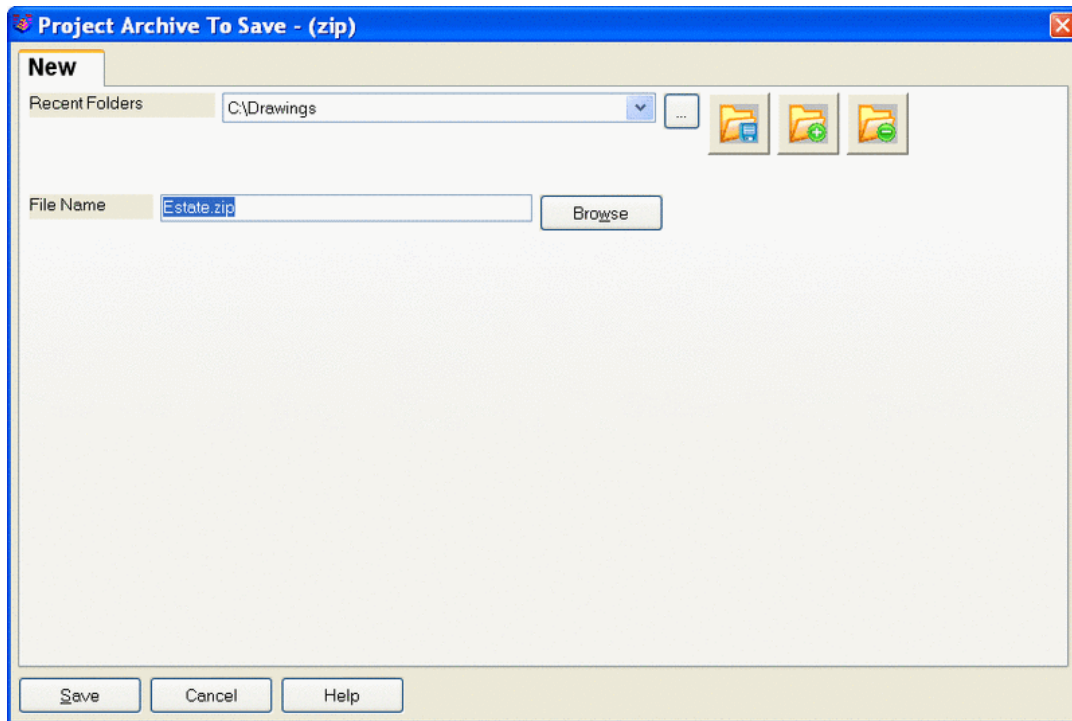 Project Archive To Save - (zip)
New
Recent Folders
C:\Drawings
...
File Name
Estate.zip
Browse
Save
Cancel
Help